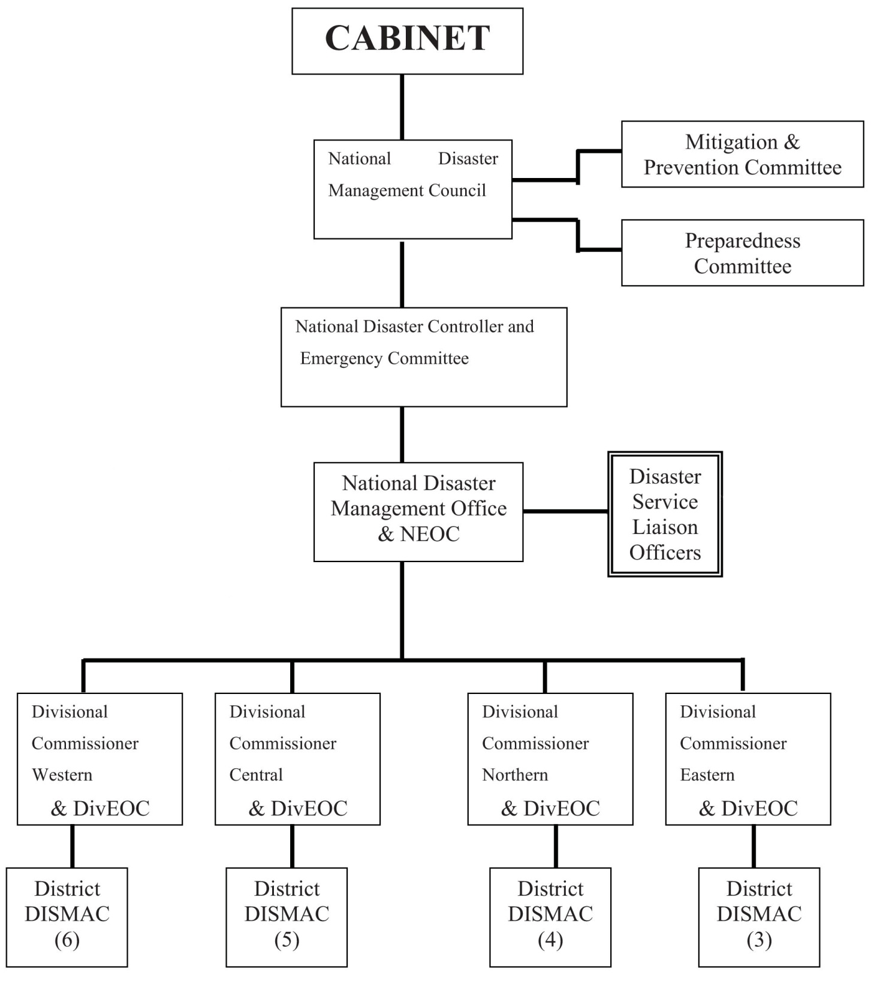 CABINET
National Disaster
Management Council
Mitigation &
Prevention Committee
Preparedness
Committee
National Disaster Controller and
Emergency Committee
National Disaster
Management Office
& NEOC
Disaster
Service
Liaison
Officers
Divisional
Commissioner
Western
& DivEOC
Divisional
Commissioner
Central
& DivEOC
Divisional
Commissioner
Northern
& DivEOC
Divisional
Commissioner
Eastern
& DivEOC
District
DISMAC
(6)
District
DISMAC
(5)
District
DISMAC
(4)
District
DISMAC
(3)